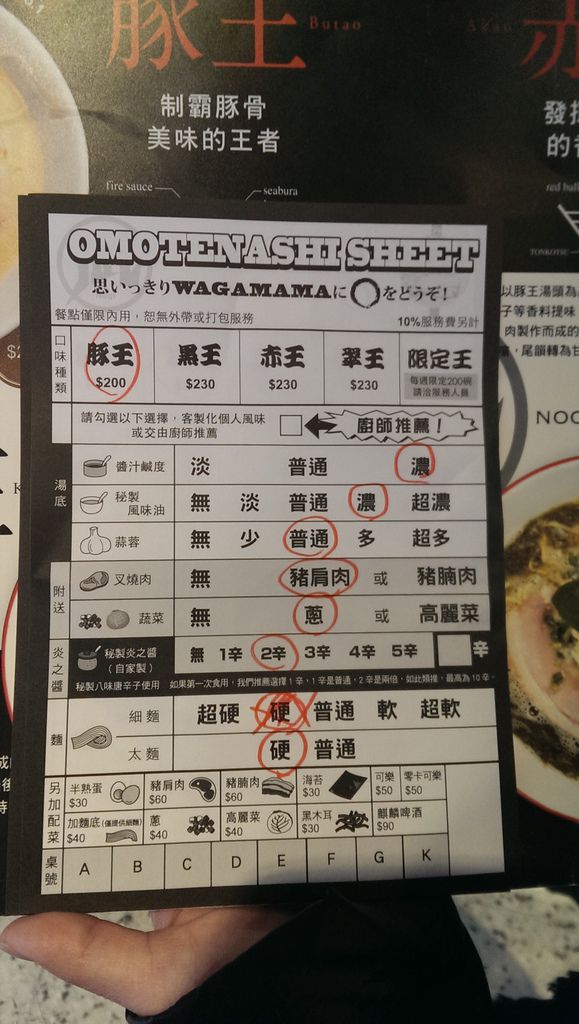 豚王
Butao
Akao
制霸豚骨
美味的王者
fire sauce
seabura
TONKOTSU
OMOTENASHI SHEET
思いっきりWAGAMAMAに◯をどうぞ!
餐點僅限內用,恕無外帶或打包服務
10%服務費另計
口味種類
豚王 $200
黑王 $230
赤王 $230
翠王 $230
限定王 每週限定200碗 請洽服務人員
請勾選以下選擇,客製化個人風味
或交由廚師推薦
廚師推薦!
湯底
醬汁鹹度 淡 普通 濃
秘製風味油 無 淡 普通 濃 超濃
蒜蓉 無 少 普通 多 超多
附送
叉燒肉 無 豬肩肉 或 豬腩肉
蔬菜 無 蔥 或 高麗菜
炎之醬
秘製炎之醬(自家製) 無 1辛 2辛 3辛 4辛 5辛 辛
秘製八味唐辛子使用 如果第一次食用,我們推薦選擇1辛,1辛是普通,2辛是兩倍,如此類推,最高為10辛。
麵
細麵 超硬 硬 普通 軟 超軟
太麵 硬 普通
另加配菜
半熟蛋 $30
豬肩肉 $60
豬腩肉 $60
海苔 $30
可樂 $50
零卡可樂 $50
加麵底(僅提供細麵) $40
蔥 $40
高麗菜 $40
黑木耳 $30
麒麟啤酒 $90
桌號 A B C D E F G K
以豚王湯頭為
子等香料提味
肉製作而成的